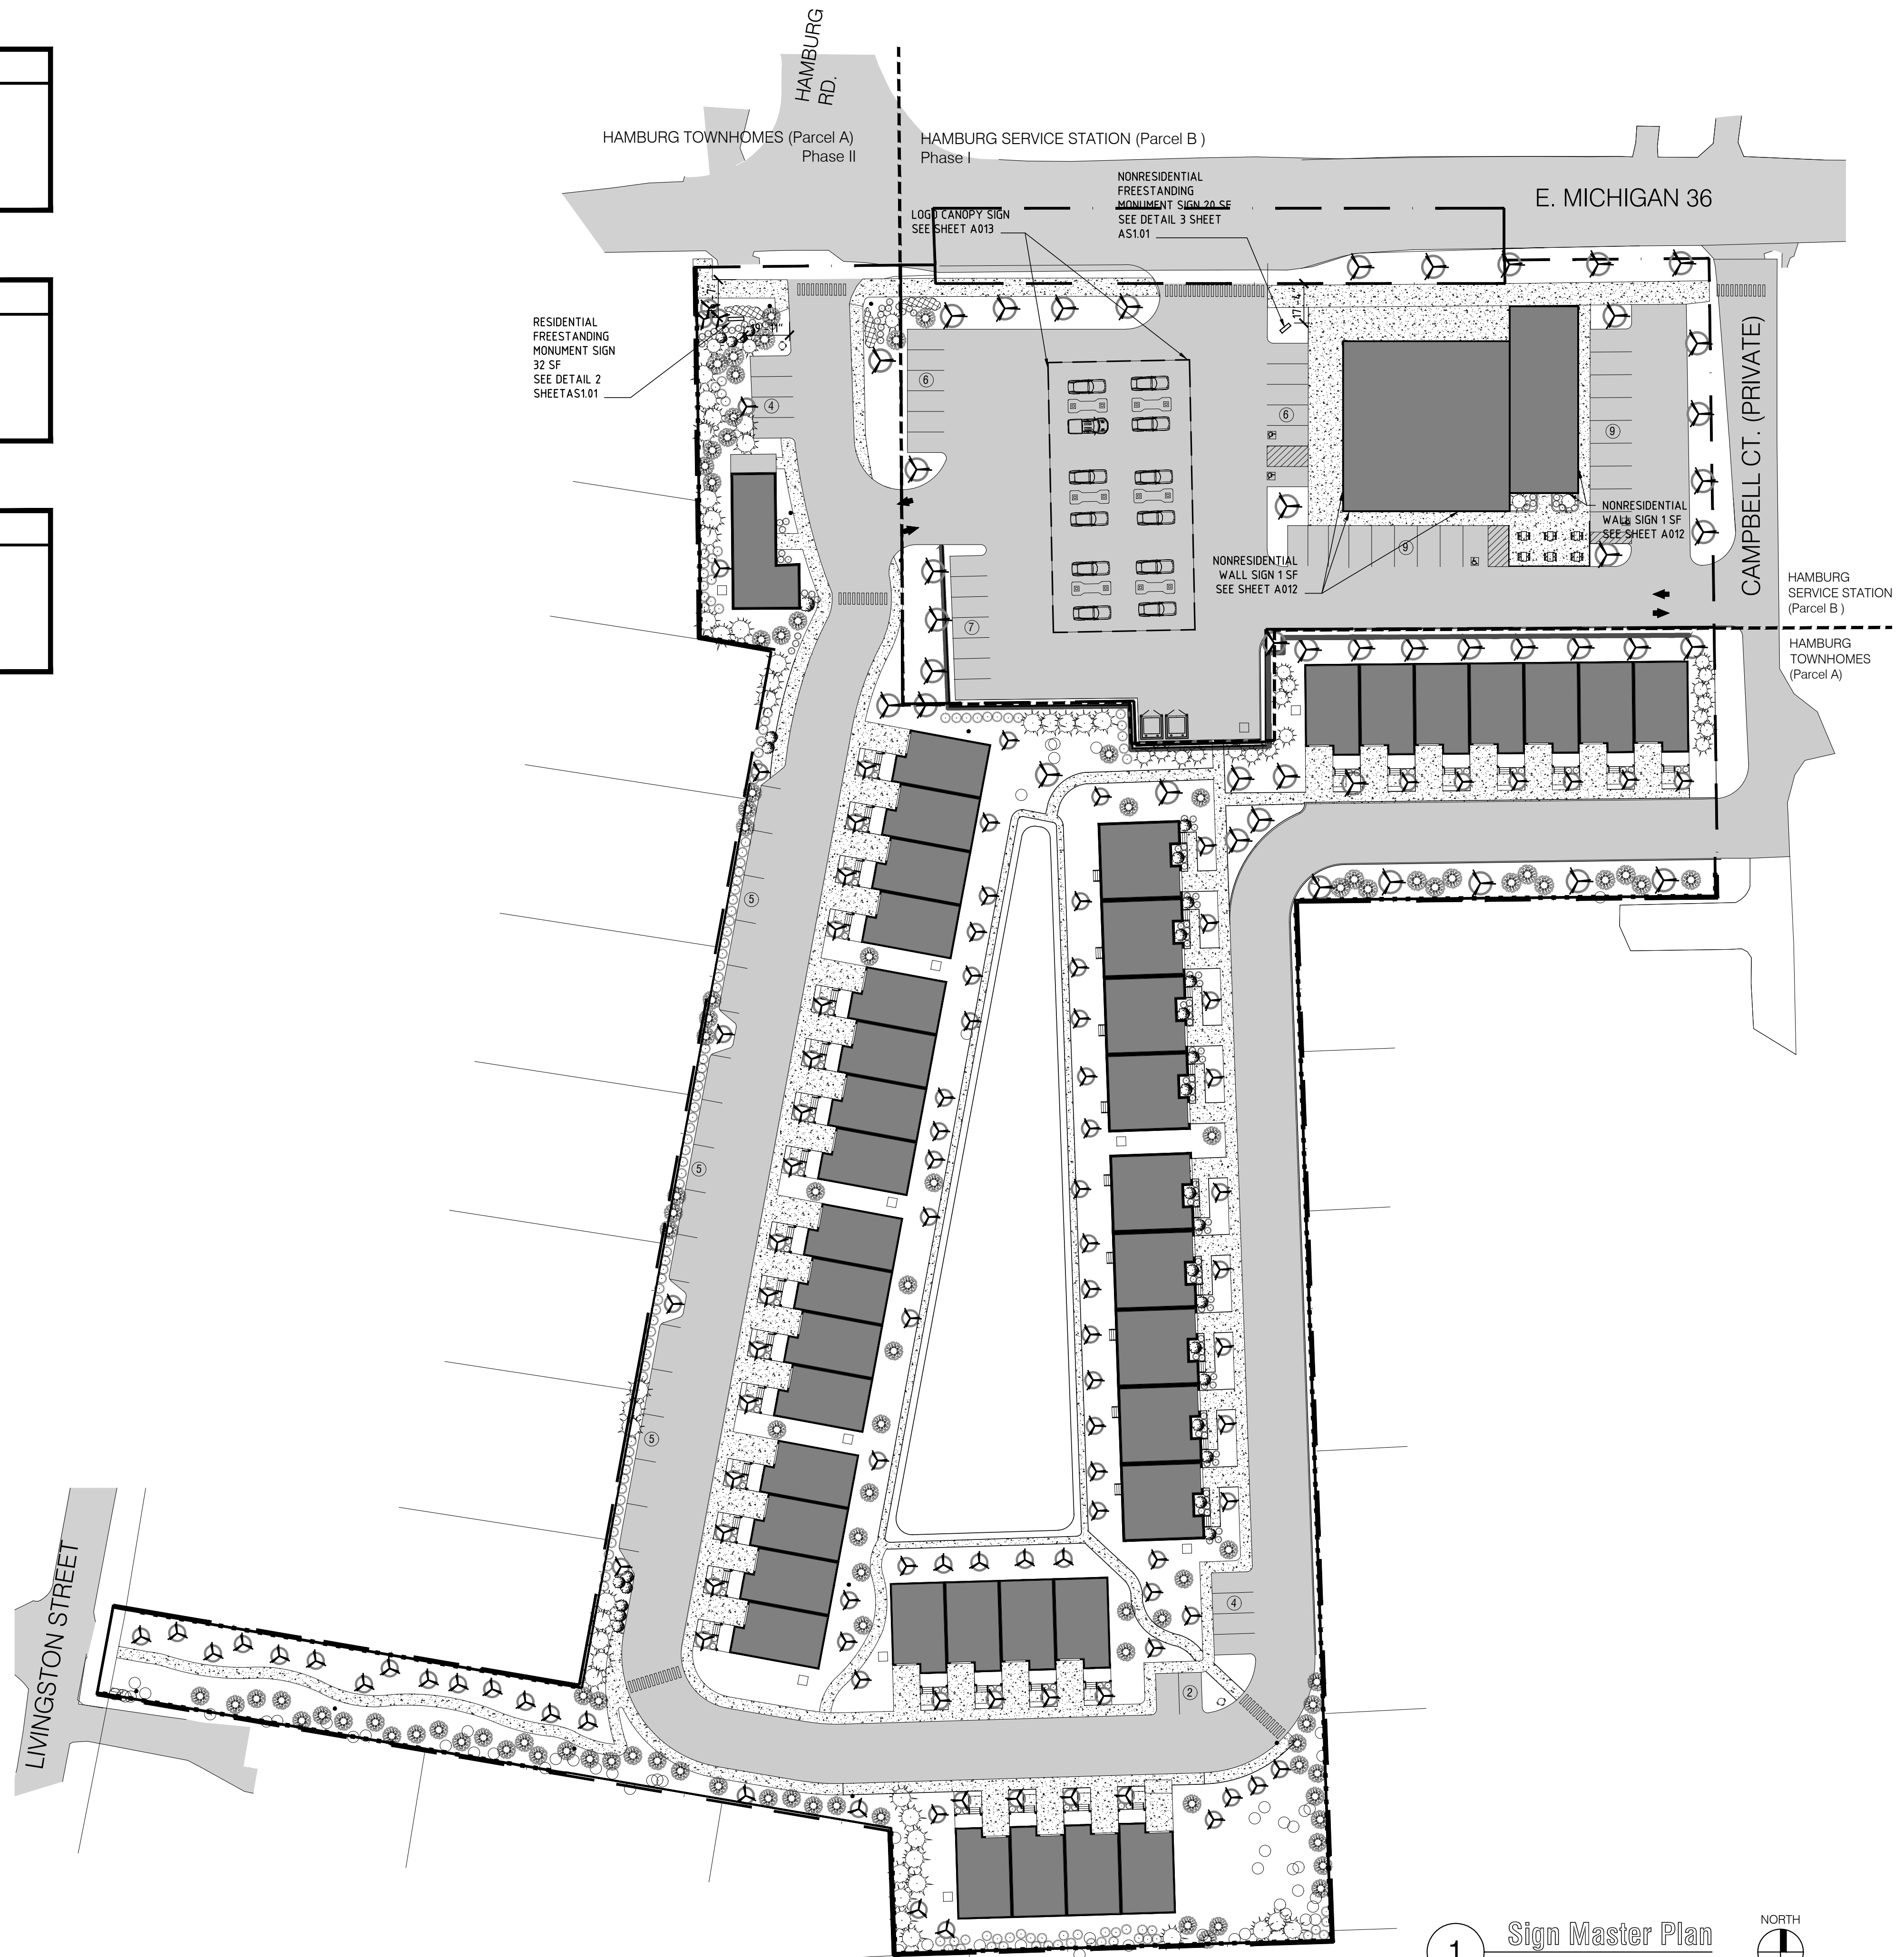 HAMBURG
RD.
HAMBURG TOWNHOMES (Parcel A)
Phase II
HAMBURG SERVICE STATION (Parcel B )
Phase I
E. MICHIGAN 36
NONRESIDENTIAL
FREESTANDING
MONUMENT SIGN 20 SF
SEE DETAIL 3 SHEET
AS1.01
LOGO CANOPY SIGN
SEE SHEET A013
RESIDENTIAL
FREESTANDING
MONUMENT SIGN
32 SF
SEE DETAIL 2
SHEETAS1.01
17'-4"
6
4
6
9
CAMPBELL CT. (PRIVATE)
NONRESIDENTIAL
WALL SIGN 1 SF
SEE SHEET A012
9
NONRESIDENTIAL
WALL SIGN 1 SF
SEE SHEET A012
HAMBURG
SERVICE STATION
(Parcel B )
7
HAMBURG
TOWNHOMES
(Parcel A)
5
5
5
LIVINGSTON STREET
4
2
1
Sign Master Plan
NORTH